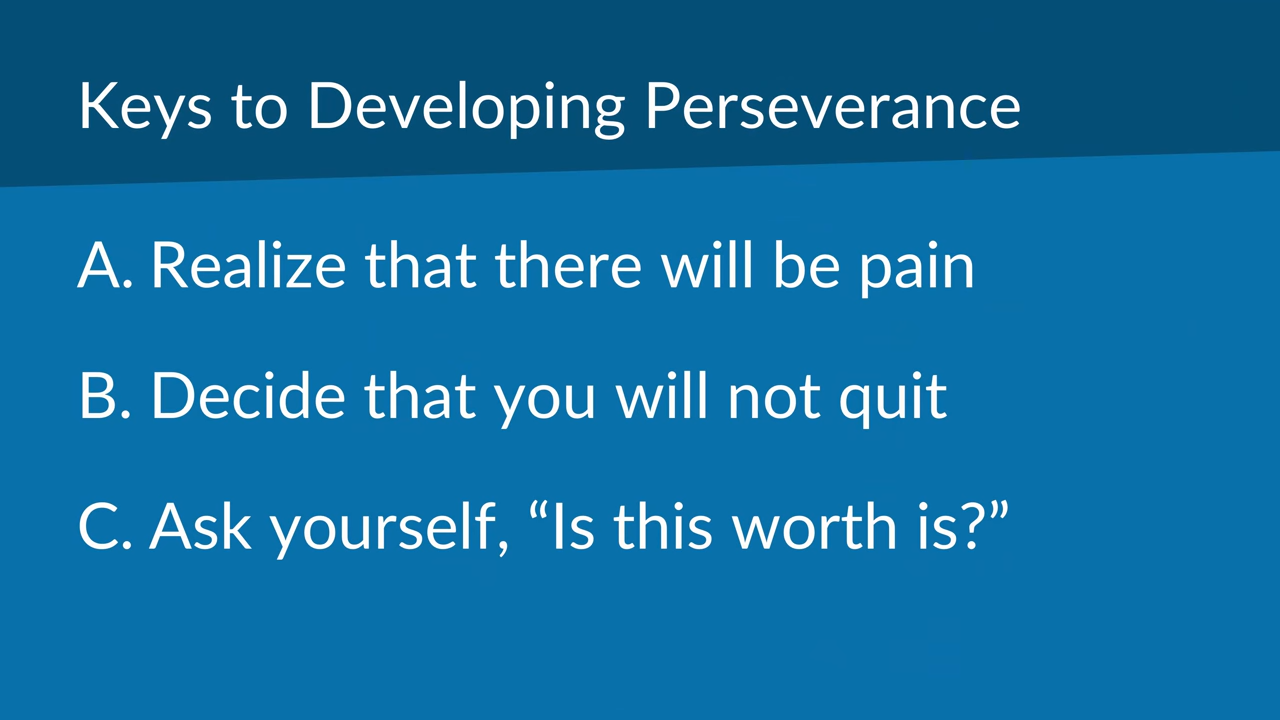 Keys to Developing Perseverance
A. Realize that there will be pain
B. Decide that you will not quit
C. Ask yourself, “Is this worth is?”